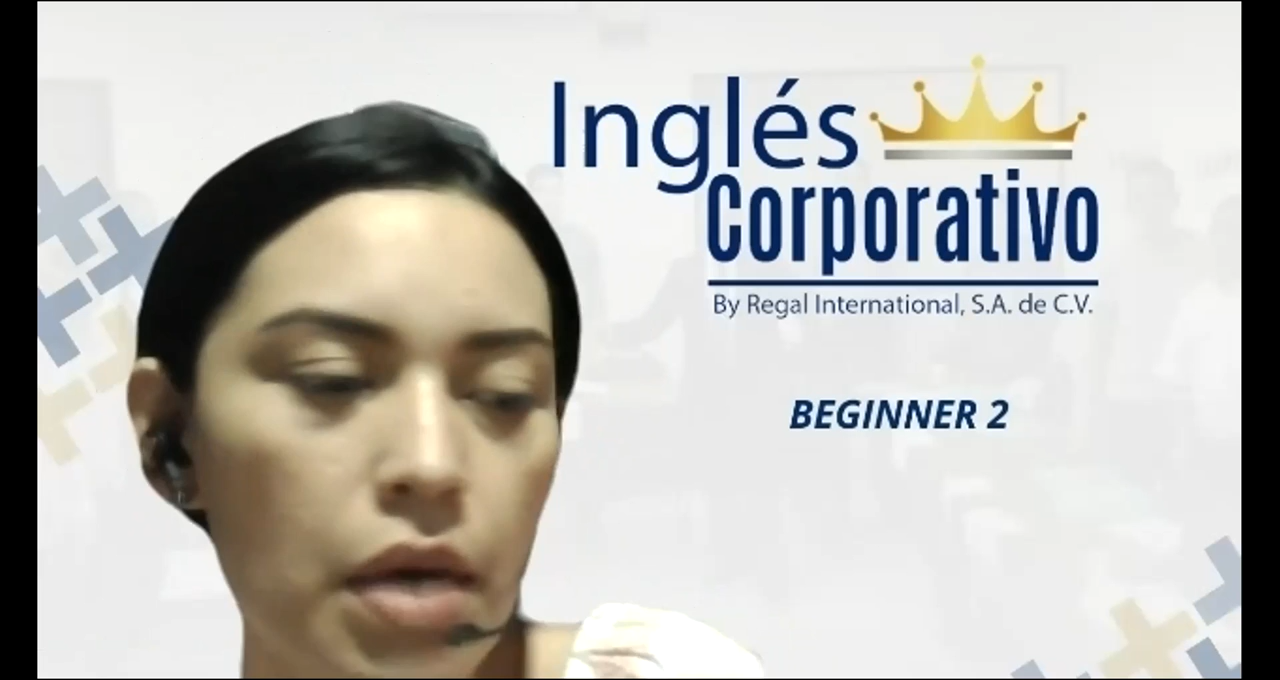 Inglés
Corporativo
By Regal International, S.A. de C.V.
BEGINNER 2